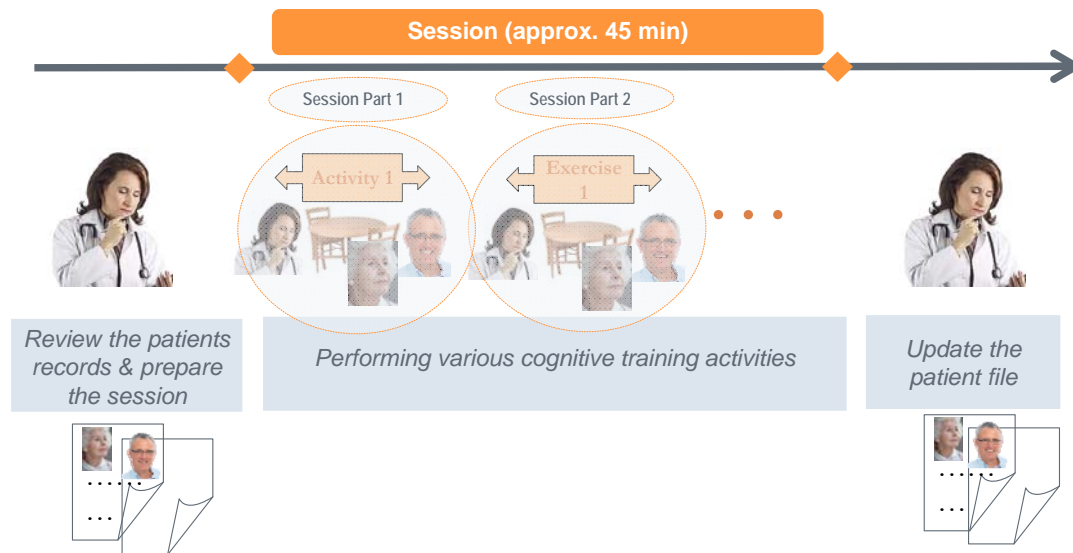 Session (approx. 45 min)
Session Part 1
Session Part 2
Activity 1
Exercise
1
Review the patients
records & prepare
the session
Performing various cognitive training activities
Update the
patient file